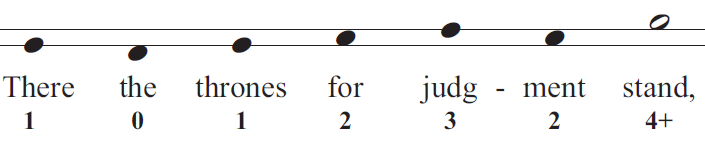 There the thrones for judg - ment stand,
1 0 1 2 3 2 4+